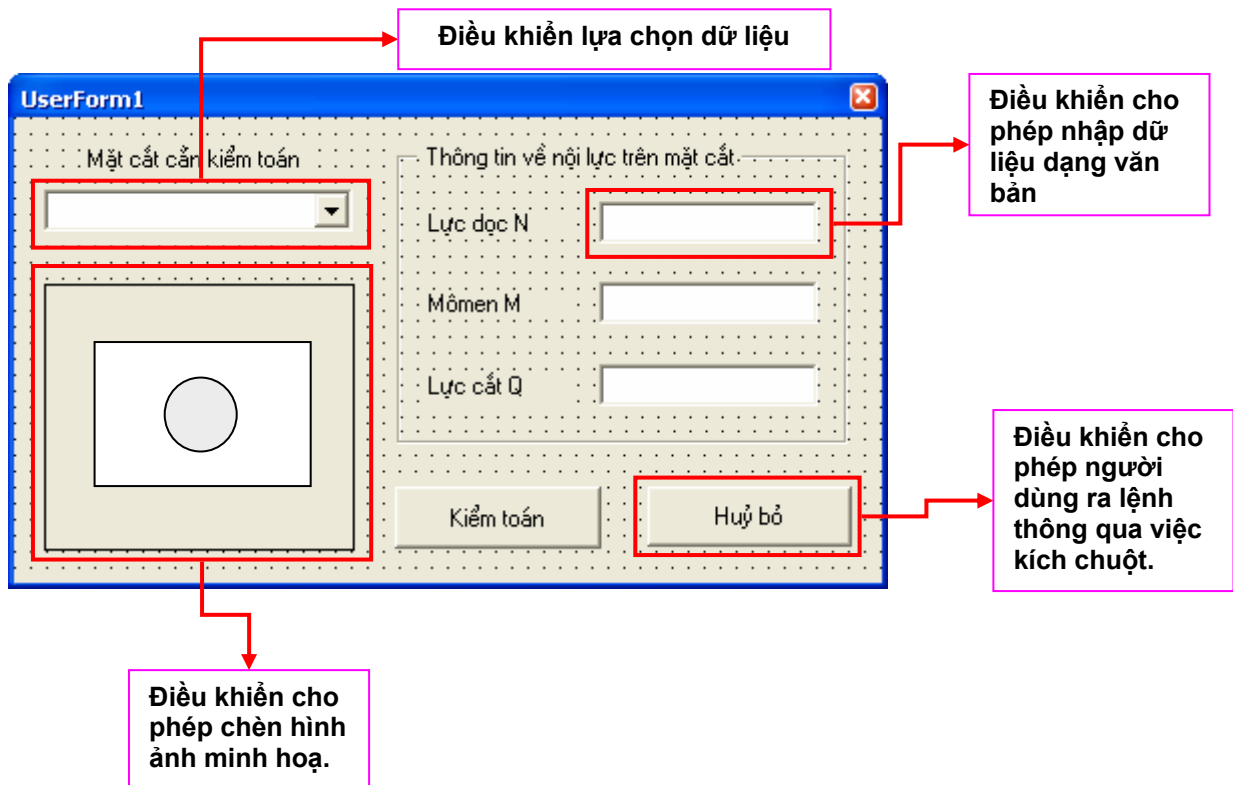 Điều khiển lựa chọn dữ liệu
UserForm1
Mặt cắt cần kiểm toán
Thông tin về nội lực trên mặt cắt
Lực dọc N
Mômen M
Lực cắt Q
Kiểm toán
Huỷ bỏ
Điều khiển cho
phép nhập dữ
liệu dạng văn
bản
Điều khiển cho
phép người
dùng ra lệnh
thông qua việc
kích chuột.
Điều khiển cho
phép chèn hình
ảnh minh hoạ.